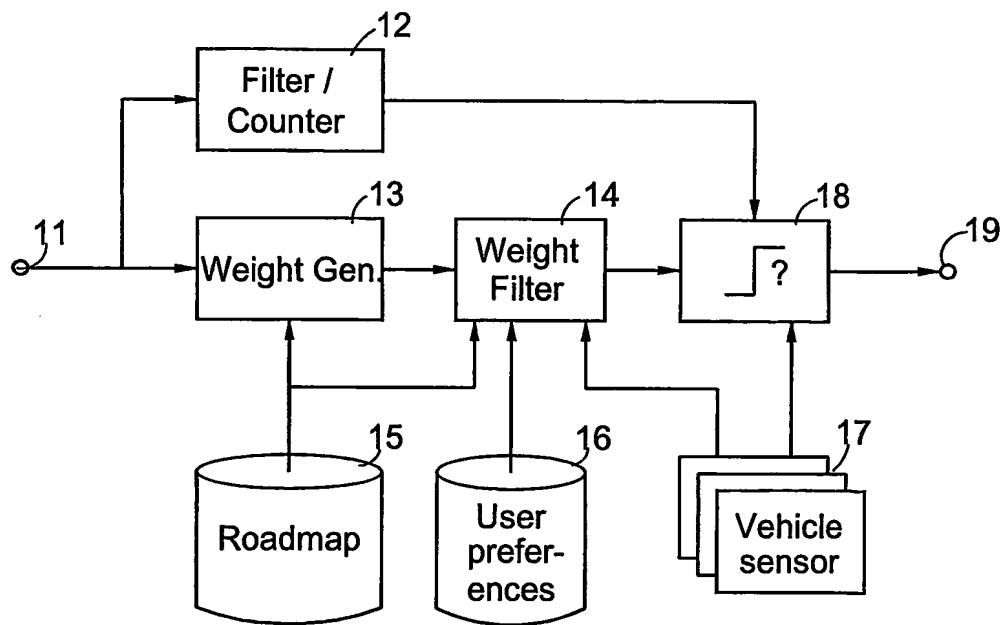 12
Filter /
Counter
11
13
Weight Gen.
14
Weight
Filter
18
?
19
15
Roadmap
16
User
prefer-
ences
17
Vehicle
sensor